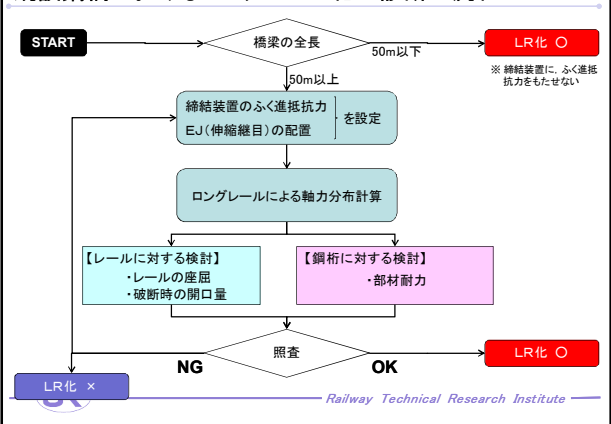 START
橋梁の全長
50m以下
LR化 ○
※ 締結装置に，ふく進抵
抗力をもたせない
50m以上
締結装置のふく進抵抗力
EJ（伸縮継目）の配置
を設定
ロングレールによる軸力分布計算
【レールに対する検討】
・レールの座屈
・破断時の開口量
【鋼桁に対する検討】
・部材耐力
照査
NG
OK
LR化 ○
LR化 ×
Railway Technical Research Institute